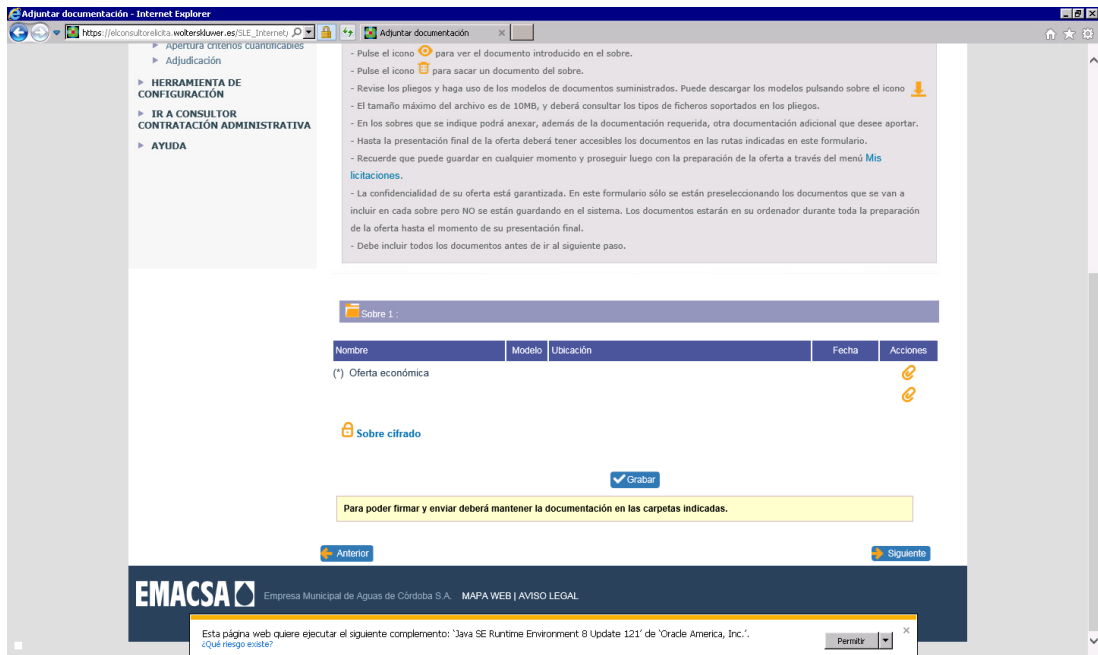 Adjuntar documentación - Internet Explorer
https://elconsultorelicita.wolterskluwer.es/SLE_Internet/
Adjuntar documentación
Apertura criterios cuantificables
Adjudicación
HERRAMIENTA DE
CONFIGURACIÓN
IR A CONSULTOR
CONTRATACIÓN ADMINISTRATIVA
AYUDA
- Pulse el icono para ver el documento introducido en el sobre.
- Pulse el icono para sacar un documento del sobre.
- Revise los pliegos y haga uso de los modelos de documentos suministrados. Puede descargar los modelos pulsando sobre el icono
- El tamaño máximo del archivo es de 10MB, y deberá consultar los tipos de ficheros soportados en los pliegos.
- En los sobres que se indique podrá anexar, además de la documentación requerida, otra documentación adicional que desee aportar.
- Hasta la presentación final de la oferta deberá tener accesibles los documentos en las rutas indicadas en este formulario.
- Recuerde que puede guardar en cualquier momento y proseguir luego con la preparación de la oferta a través del menú Mis
licitaciones.
- La confidencialidad de su oferta está garantizada. En este formulario sólo se están preseleccionando los documentos que se van a
incluir en cada sobre pero NO se están guardando en el sistema. Los documentos estarán en su ordenador durante toda la preparación
de la oferta hasta el momento de su presentación final.
- Debe incluir todos los documentos antes de ir al siguiente paso.
Sobre 1 :
Nombre Modelo Ubicación Fecha Acciones
(*) Oferta económica
Sobre cifrado
Grabar
Para poder firmar y enviar deberá mantener la documentación en las carpetas indicadas.
Anterior Siguiente
EMACSA Empresa Municipal de Aguas de Córdoba S.A. MAPA WEB | AVISO LEGAL
Esta página web quiere ejecutar el siguiente complemento: 'Java SE Runtime Environment 8 Update 121' de 'Oracle America, Inc.'.
¿Qué riesgo existe?
Permitir